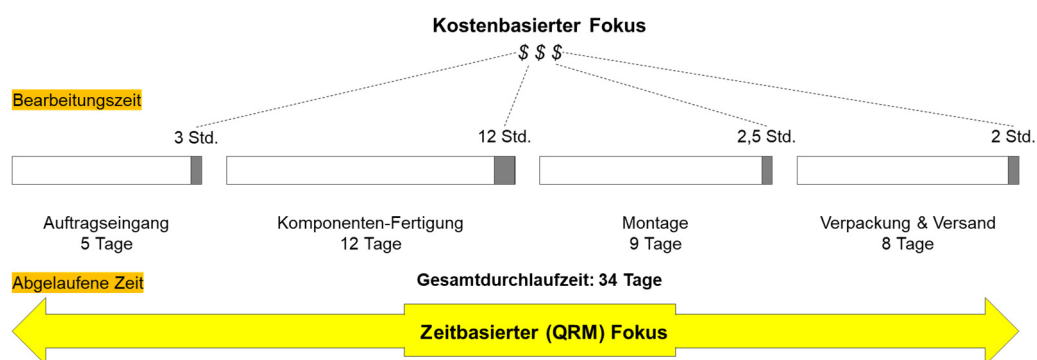 Kostenbasierter Fokus
$ $ $
Bearbeitungszeit
3 Std.
12 Std.
2,5 Std.
2 Std.
Auftragseingang
5 Tage
Komponenten-Fertigung
12 Tage
Montage
9 Tage
Verpackung & Versand
8 Tage
Abgelaufene Zeit
Gesamtdurchlaufzeit: 34 Tage
Zeitbasierter (QRM) Fokus